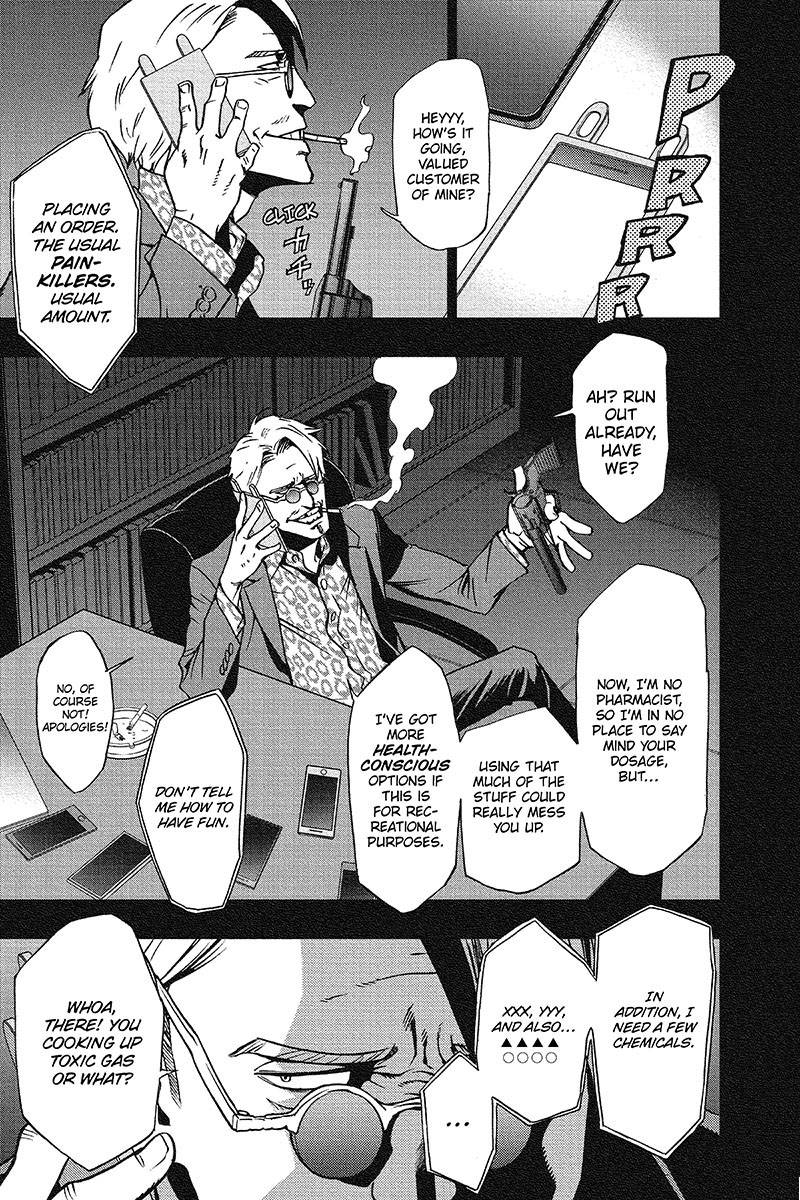 PRRRR
HEYYY,
HOW'S IT
GOING,
VALUED
CUSTOMER
OF MINE?
CLICK
カチッ
PLACING
AN ORDER.
THE USUAL
PAIN-
KILLERS.
USUAL
AMOUNT.
AH? RUN
OUT
ALREADY,
HAVE
WE?
NOW, I'M NO
PHARMACIST,
SO I'M IN NO
PLACE TO SAY
MIND YOUR
DOSAGE,
BUT...
USING THAT
MUCH OF THE
STUFF COULD
REALLY MESS
YOU UP.
I'VE GOT
MORE
HEALTH-
CONSCIOUS
OPTIONS IF
THIS IS
FOR REC-
REATIONAL
PURPOSES.
DON'T TELL
ME HOW TO
HAVE FUN.
NO, OF
COURSE
NOT!
APOLOGIES!
IN
ADDITION, I
NEED A FEW
CHEMICALS.
XXX, YYY,
AND ALSO...
▲▲▲▲
○○○○
...
WHOA,
THERE! YOU
COOKING UP
TOXIC GAS
OR WHAT?